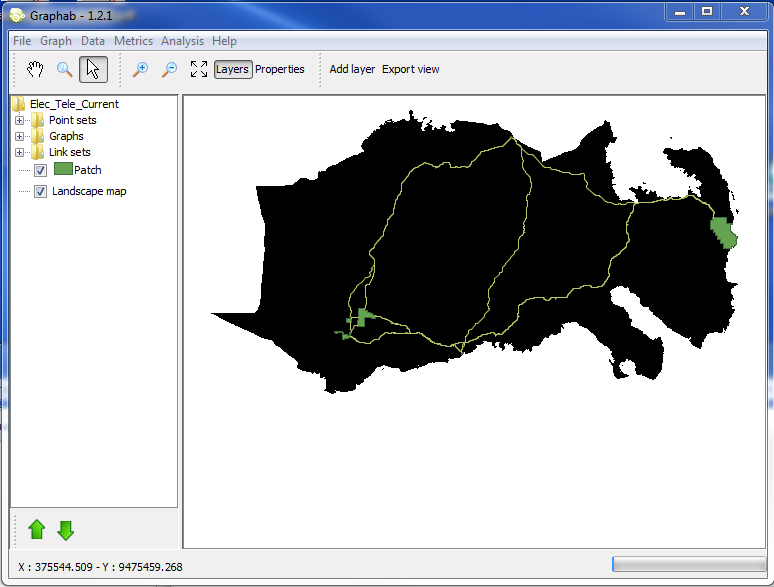 Graphab - 1.2.1
File Graph Data Metrics Analysis Help
Layers Properties Add layer Export view
Elec_Tele_Current
Point sets
Graphs
Link sets
Patch
Landscape map
X : 375544.509 - Y : 9475459.268